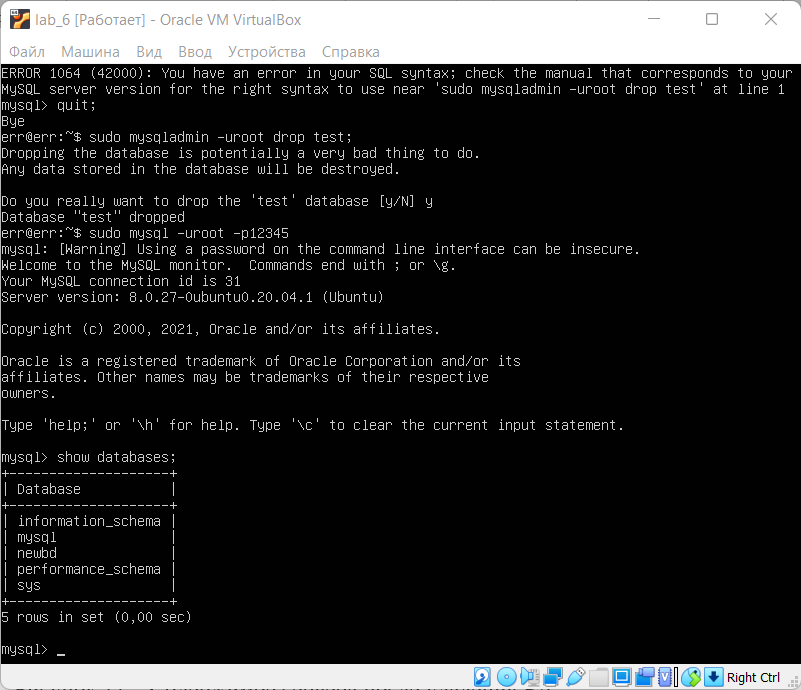 lab_6 [Работает] - Oracle VM VirtualBox
Файл Машина Вид Ввод Устройства Справка
ERROR 1064 (42000): You have an error in your SQL syntax; check the manual that corresponds to your
MySQL server version for the right syntax to use near 'sudo mysqladmin -uroot drop test' at line 1
mysql> quit;
Bye
err@err:~$ sudo mysqladmin -uroot drop test;
Dropping the database is potentially a very bad thing to do.
Any data stored in the database will be destroyed.
Do you really want to drop the 'test' database [y/N] y
Database "test" dropped
err@err:~$ sudo mysql -uroot -p12345
mysql: [Warning] Using a password on the command line interface can be insecure.
Welcome to the MySQL monitor.  Commands end with ; or \g.
Your MySQL connection id is 31
Server version: 8.0.27-0ubuntu0.20.04.1 (Ubuntu)
Copyright (c) 2000, 2021, Oracle and/or its affiliates.
Oracle is a registered trademark of Oracle Corporation and/or its
affiliates. Other names may be trademarks of their respective
owners.
Type 'help;' or '\h' for help. Type '\c' to clear the current input statement.
mysql> show databases;
+--------------------+
| Database           |
+--------------------+
| information_schema |
| mysql              |
| newbd              |
| performance_schema |
| sys                |
+--------------------+
5 rows in set (0,00 sec)
mysql> _
Right Ctrl